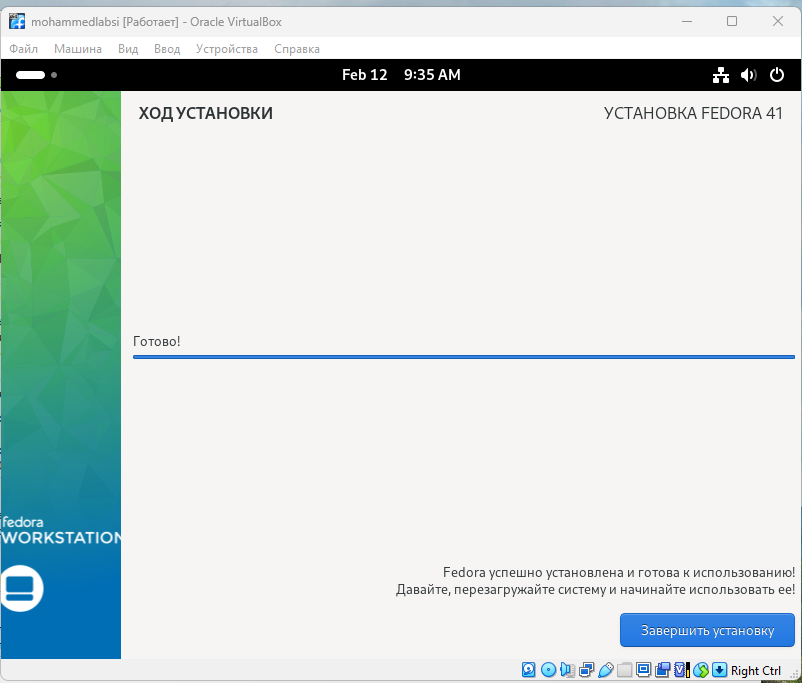 mohammedlabsi [Работает] - Oracle VirtualBox
Файл Машина Вид Ввод Устройства Справка
Feb 12 9:35 AM
ХОД УСТАНОВКИ УСТАНОВКА FEDORA 41
Готово!
fedora
WORKSTATION
Fedora успешно установлена и готова к использованию!
Давайте, перезагружайте систему и начинайте использовать ее!
Завершить установку
Right Ctrl